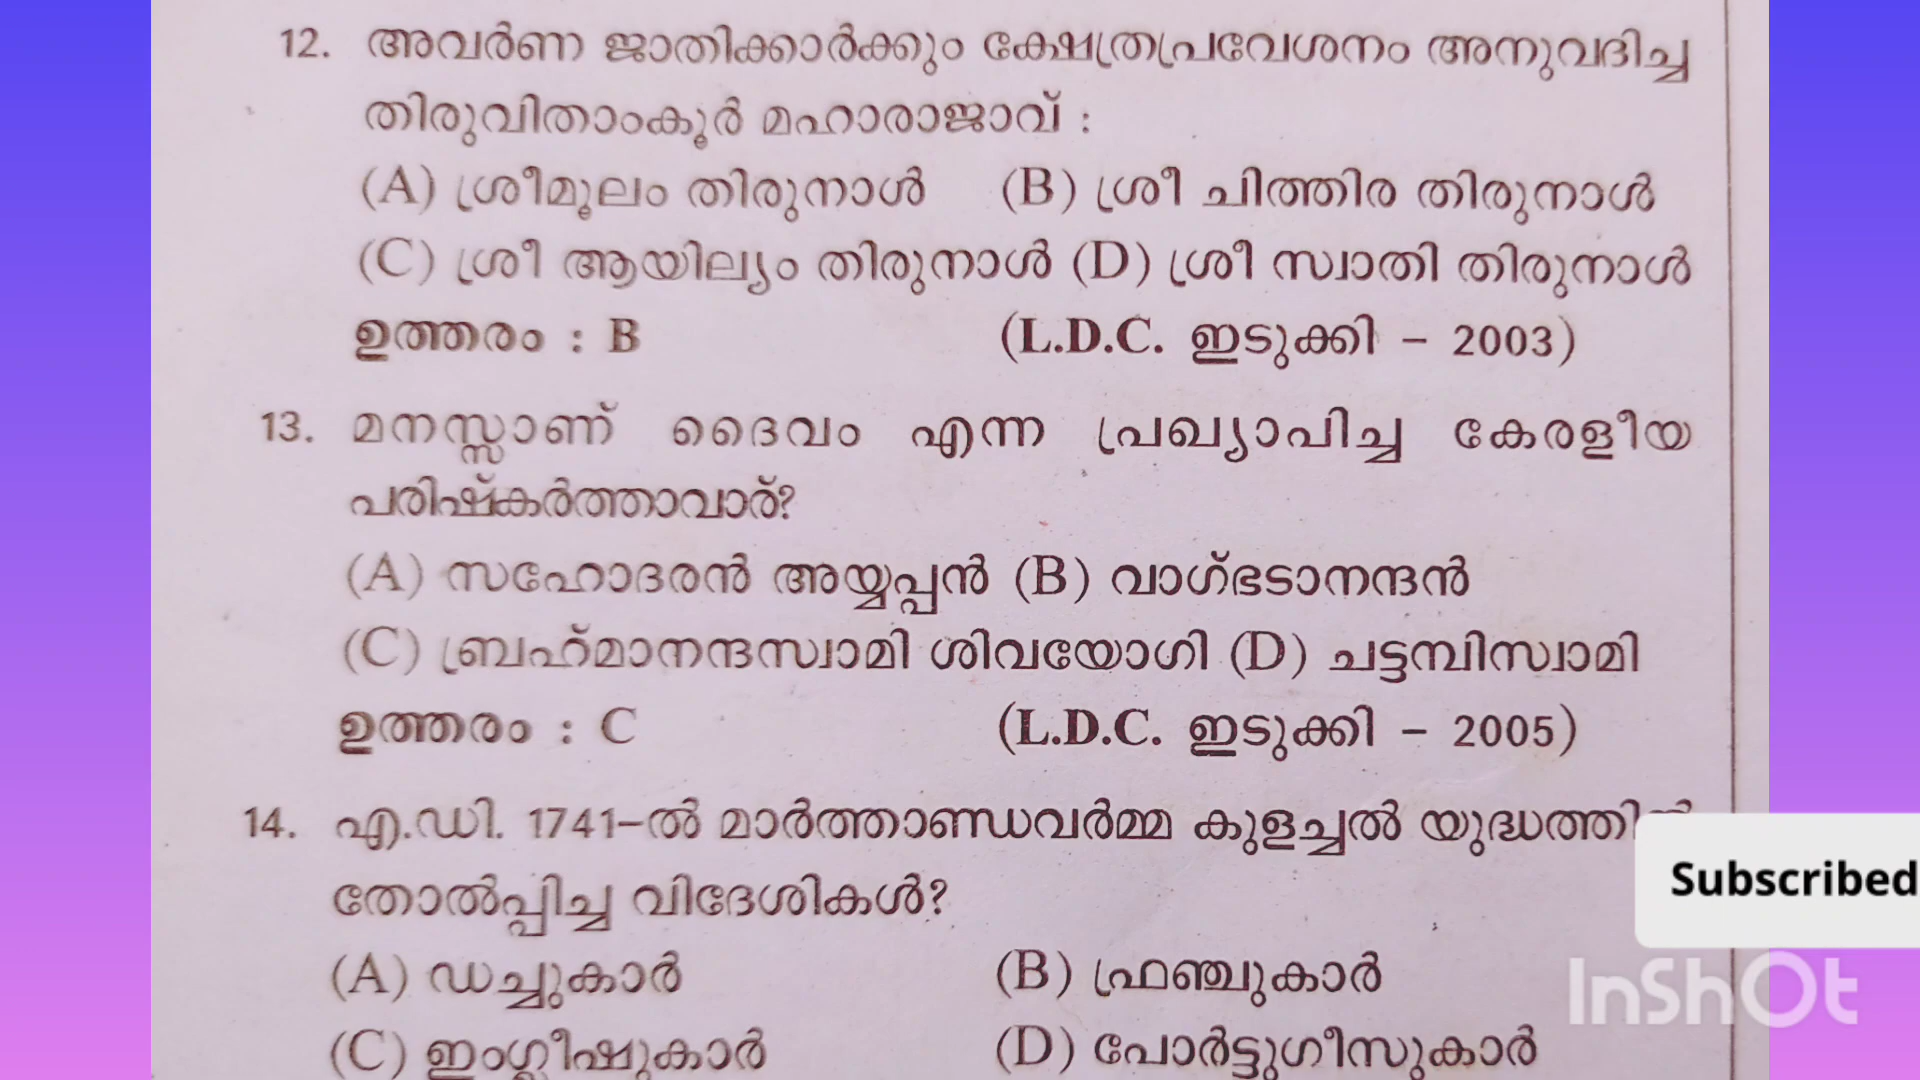 12. അവർണ ജാതിക്കാർക്കും ക്ഷേത്രപ്രവേശനം അനുവദിച്ച
തിരുവിതാംകൂർ മഹാരാജാവ് :
(A) ശ്രീമൂലം തിരുനാൾ (B) ശ്രീ ചിത്തിര തിരുനാൾ
(C) ശ്രീ ആയില്യം തിരുനാൾ (D) ശ്രീ സ്വാതി തിരുനാൾ
ഉത്തരം : B (L.D.C. ഇടുക്കി – 2003)
13. മനസ്സാണ് ദൈവം എന്ന പ്രഖ്യാപിച്ച കേരളീയ
പരിഷ്കർത്താവാര്?
(A) സഹോദരൻ അയ്യപ്പൻ (B) വാഗ്ഭടാനന്ദൻ
(C) ബ്രഹ്മാനന്ദസ്വാമി ശിവയോഗി (D) ചട്ടമ്പിസ്വാമി
ഉത്തരം : C (L.D.C. ഇടുക്കി – 2005)
14. എ.ഡി. 1741-ൽ മാർത്താണ്ഡവർമ്മ കുളച്ചൽ യുദ്ധത്തിൽ
തോൽപ്പിച്ച വിദേശികൾ?
Subscribed
(A) ഡച്ചുകാർ (B) ഫ്രഞ്ചുകാർ
(C) ഇംഗ്ലീഷുകാർ (D) പോർട്ടുഗീസുകാർ
InShOt